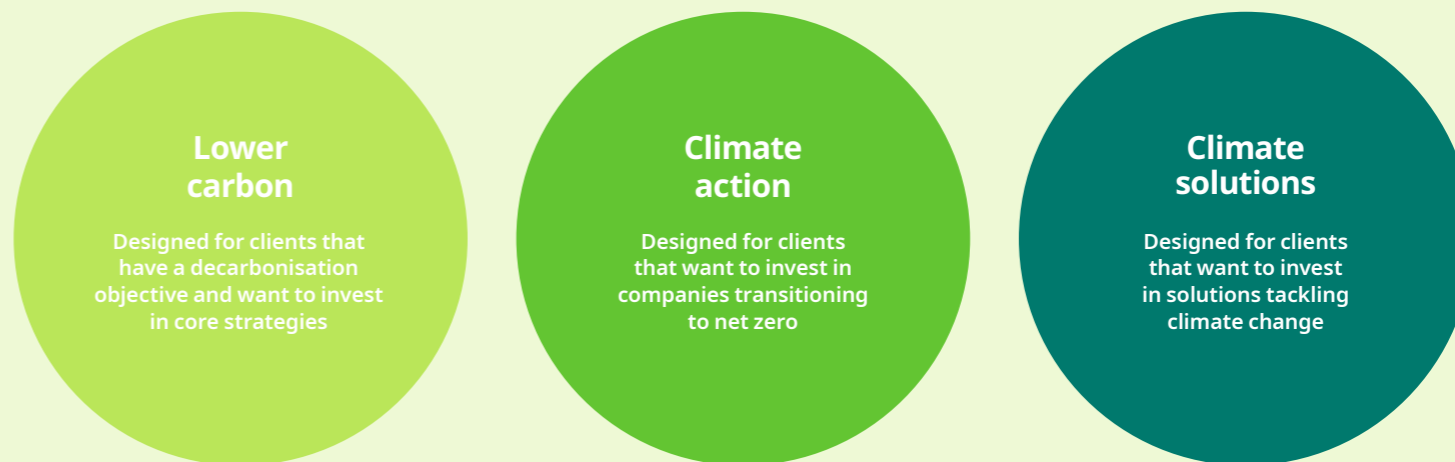 Lower
carbon
Designed for clients that
have a decarbonisation
objective and want to invest
in core strategies
Climate
action
Designed for clients
that want to invest in
companies transitioning
to net zero
Climate
solutions
Designed for clients
that want to invest
in solutions tackling
climate change